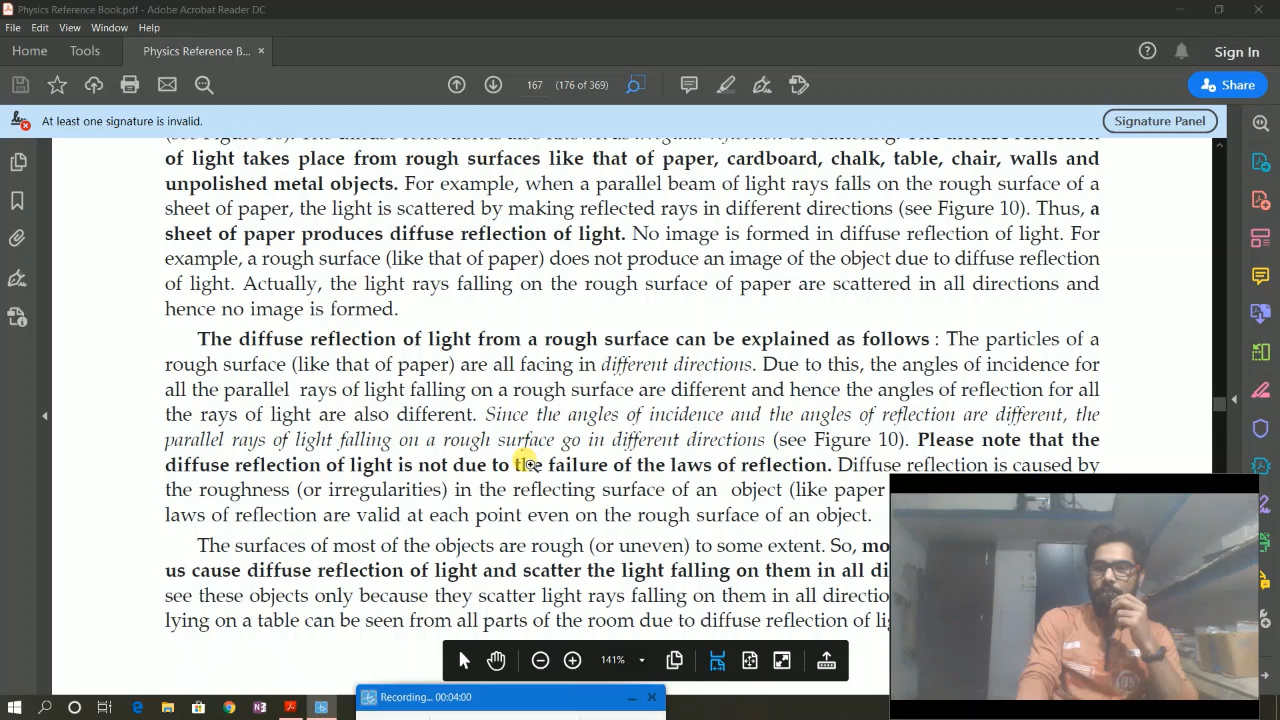 Physics Reference Book.pdf - Adobe Acrobat Reader DC
File Edit View Window Help
Home Tools Physics Reference B... × Sign In
167 (176 of 369) Share
At least one signature is invalid. Signature Panel
of light takes place from rough surfaces like that of paper, cardboard, chalk, table, chair, walls and
unpolished metal objects. For example, when a parallel beam of light rays falls on the rough surface of a
sheet of paper, the light is scattered by making reflected rays in different directions (see Figure 10). Thus, a
sheet of paper produces diffuse reflection of light. No image is formed in diffuse reflection of light. For
example, a rough surface (like that of paper) does not produce an image of the object due to diffuse reflection
of light. Actually, the light rays falling on the rough surface of paper are scattered in all directions and
hence no image is formed.
The diffuse reflection of light from a rough surface can be explained as follows : The particles of a
rough surface (like that of paper) are all facing in different directions. Due to this, the angles of incidence for
all the parallel rays of light falling on a rough surface are different and hence the angles of reflection for all
the rays of light are also different. Since the angles of incidence and the angles of reflection are different, the
parallel rays of light falling on a rough surface go in different directions (see Figure 10). Please note that the
diffuse reflection of light is not due to the failure of the laws of reflection. Diffuse reflection is caused by
the roughness (or irregularities) in the reflecting surface of an object (like paper
laws of reflection are valid at each point even on the rough surface of an object.
The surfaces of most of the objects are rough (or uneven) to some extent. So, mo
us cause diffuse reflection of light and scatter the light falling on them in all di
see these objects only because they scatter light rays falling on them in all directio
lying on a table can be seen from all parts of the room due to diffuse reflection of lig
141%
Recording... 00:04:00